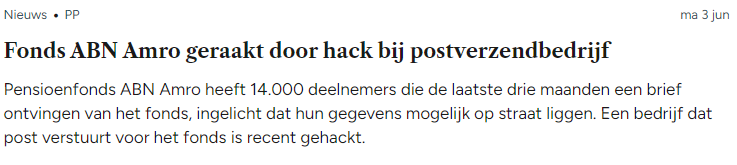 Nieuws • PP
ma 3 jun
Fonds ABN Amro geraakt door hack bij postverzendbedrijf
Pensioenfonds ABN Amro heeft 14.000 deelnemers die de laatste drie maanden een brief
ontvingen van het fonds, ingelicht dat hun gegevens mogelijk op straat liggen. Een bedrijf dat
post verstuurt voor het fonds is recent gehackt.